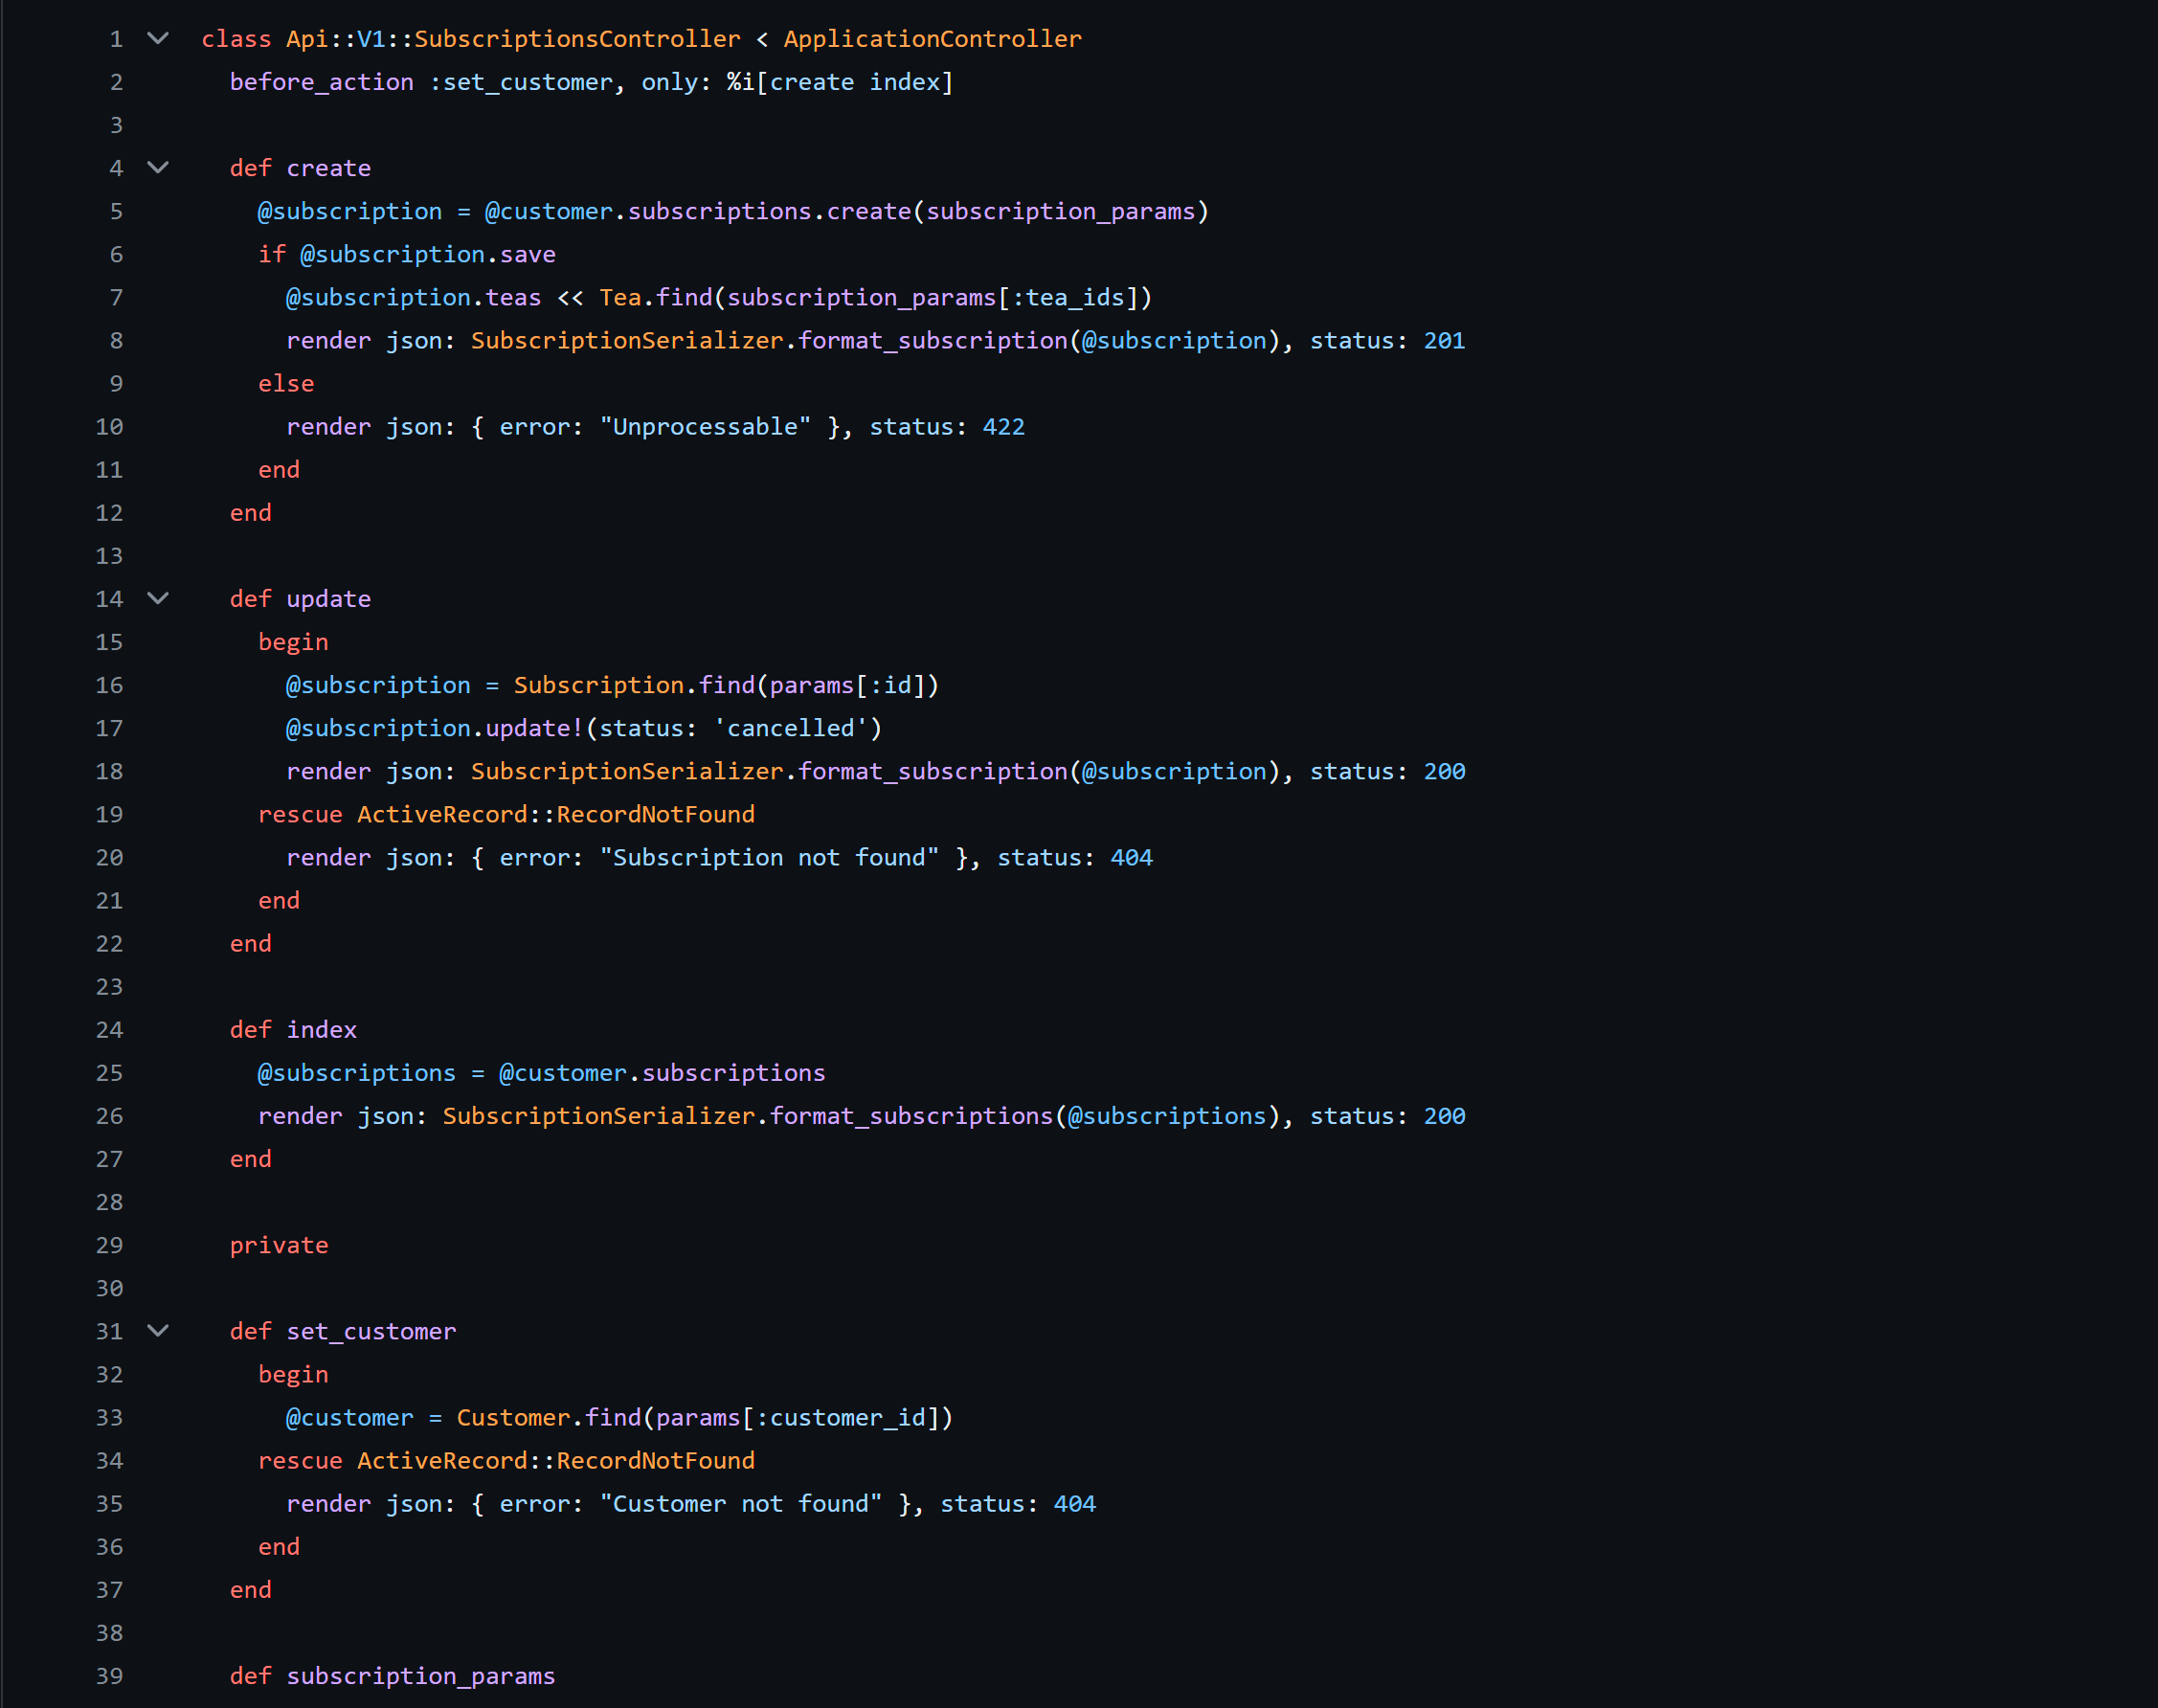 1 class Api::V1::SubscriptionsController < ApplicationController
2   before_action :set_customer, only: %i[create index]
3
4   def create
5     @subscription = @customer.subscriptions.create(subscription_params)
6     if @subscription.save
7       @subscription.teas << Tea.find(subscription_params[:tea_ids])
8       render json: SubscriptionSerializer.format_subscription(@subscription), status: 201
9     else
10       render json: { error: "Unprocessable" }, status: 422
11     end
12   end
13
14   def update
15     begin
16       @subscription = Subscription.find(params[:id])
17       @subscription.update!(status: 'cancelled')
18       render json: SubscriptionSerializer.format_subscription(@subscription), status: 200
19     rescue ActiveRecord::RecordNotFound
20       render json: { error: "Subscription not found" }, status: 404
21     end
22   end
23
24   def index
25     @subscriptions = @customer.subscriptions
26     render json: SubscriptionSerializer.format_subscriptions(@subscriptions), status: 200
27   end
28
29   private
30
31   def set_customer
32     begin
33       @customer = Customer.find(params[:customer_id])
34     rescue ActiveRecord::RecordNotFound
35       render json: { error: "Customer not found" }, status: 404
36     end
37   end
38
39   def subscription_params